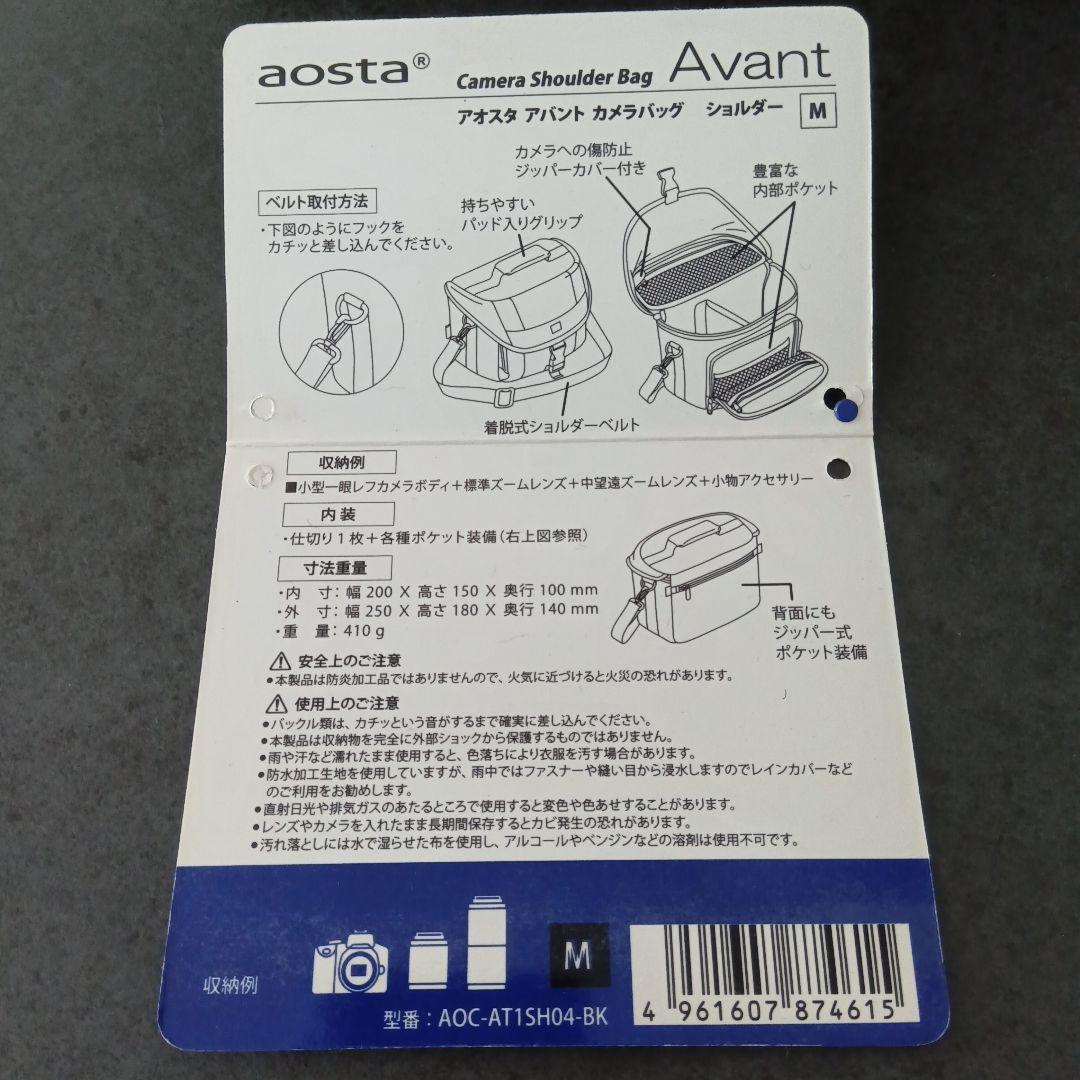 aosta® Camera Shoulder Bag Avant
アオスタ アバント カメラバッグ ショルダー M
カメラへの傷防止
ジッパーカバー付き
豊富な
内部ポケット
ベルト取付方法
・下図のようにフックを
カチッと差し込んでください。
持ちやすい
パッド入りグリップ
着脱式ショルダーベルト
収納例
■小型一眼レフカメラボディ+標準ズームレンズ+中望遠ズームレンズ+小物アクセサリー
内 装
・仕切り1枚+各種ポケット装備(右上図参照)
寸法重量
・内 寸：幅 200 X 高さ 150 X 奥行 100 mm
・外 寸：幅 250 X 高さ 180 X 奥行 140 mm
・重 量：410 g
背面にも
ジッパー式
ポケット装備
⚠ 安全上のご注意
●本製品は防炎加工品ではありませんので、火気に近づけると火災の恐れがあります。
⚠ 使用上のご注意
●バックル類は、カチッという音がするまで確実に差し込んでください。
●本製品は収納物を完全に外部ショックから保護するものではありません。
●雨や汗など濡れたまま使用すると、色落ちにより衣服を汚す場合があります。
●防水加工生地を使用していますが、雨中ではファスナーや縫い目から浸水しますのでレインカバーなど
のご利用をお勧めします。
●直射日光や排気ガスのあたるところで使用すると変色や色あせすることがあります。
●レンズやカメラを入れたまま長期間保存するとカビ発生の恐れがあります。
●汚れ落としには水で湿らせた布を使用し、アルコールやベンジンなどの溶剤は使用不可です。
収納例
M
型番：AOC-AT1SH04-BK
4 961607 874615